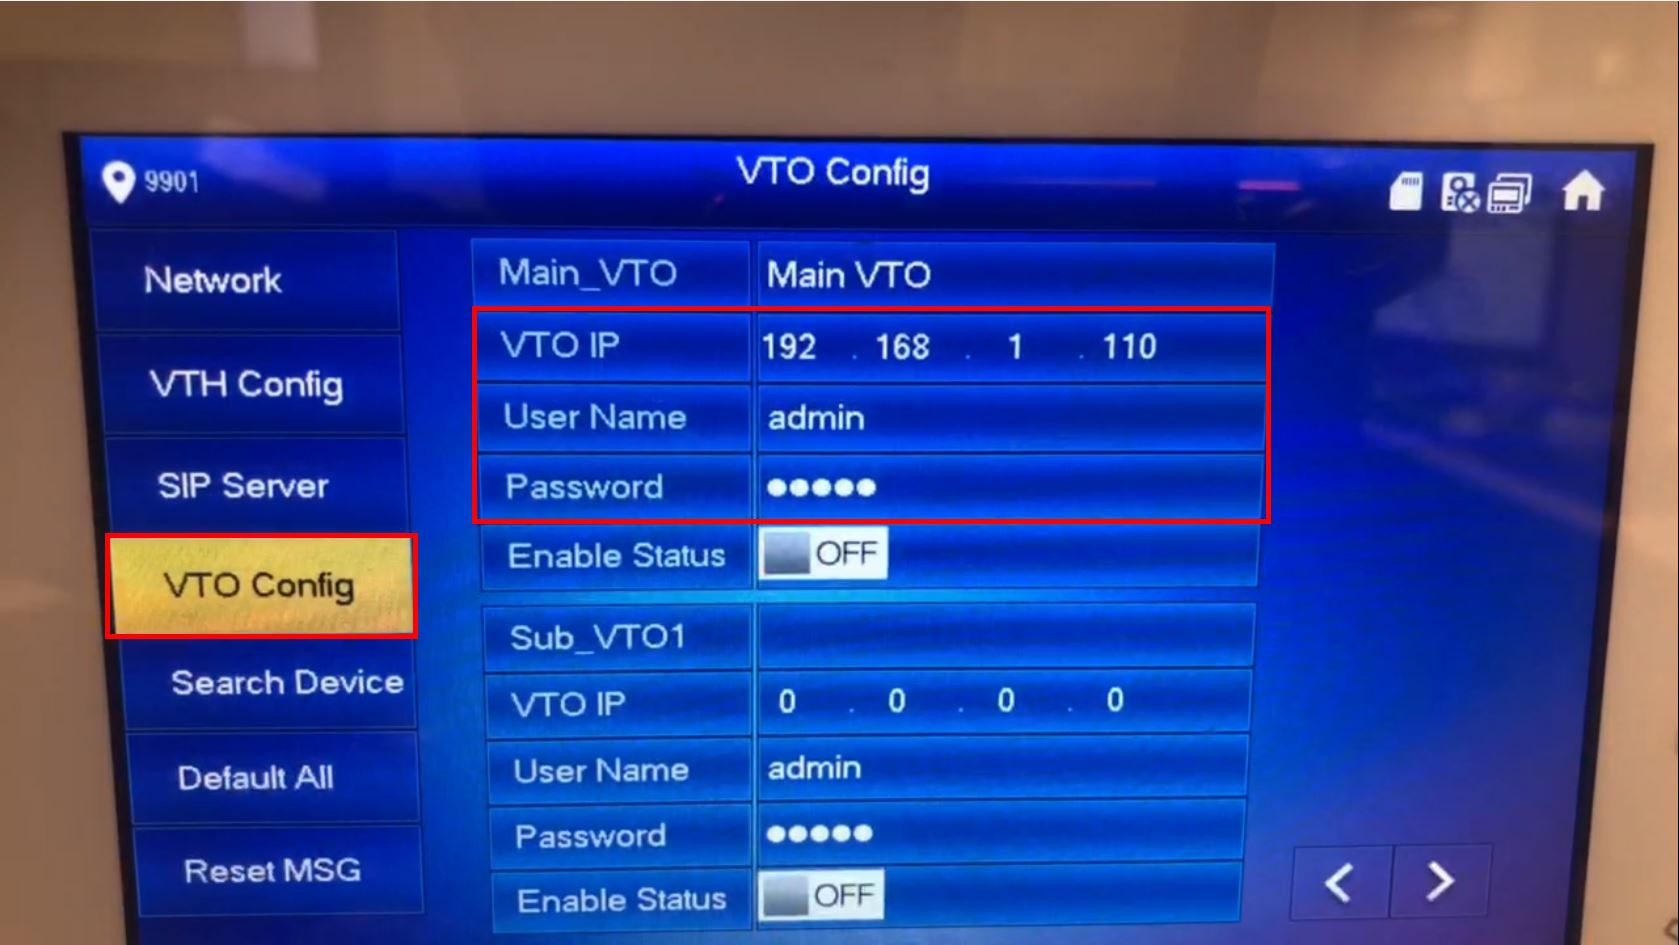 9901
VTO Config
Network
VTH Config
SIP Server
VTO Config
Search Device
Default All
Reset MSG
Main_VTO Main VTO
VTO IP 192 . 168 . 1 . 110
User Name admin
Password ●●●●●
Enable Status OFF
Sub_VTO1
VTO IP 0 . 0 . 0 . 0
User Name admin
Password ●●●●●
Enable Status OFF